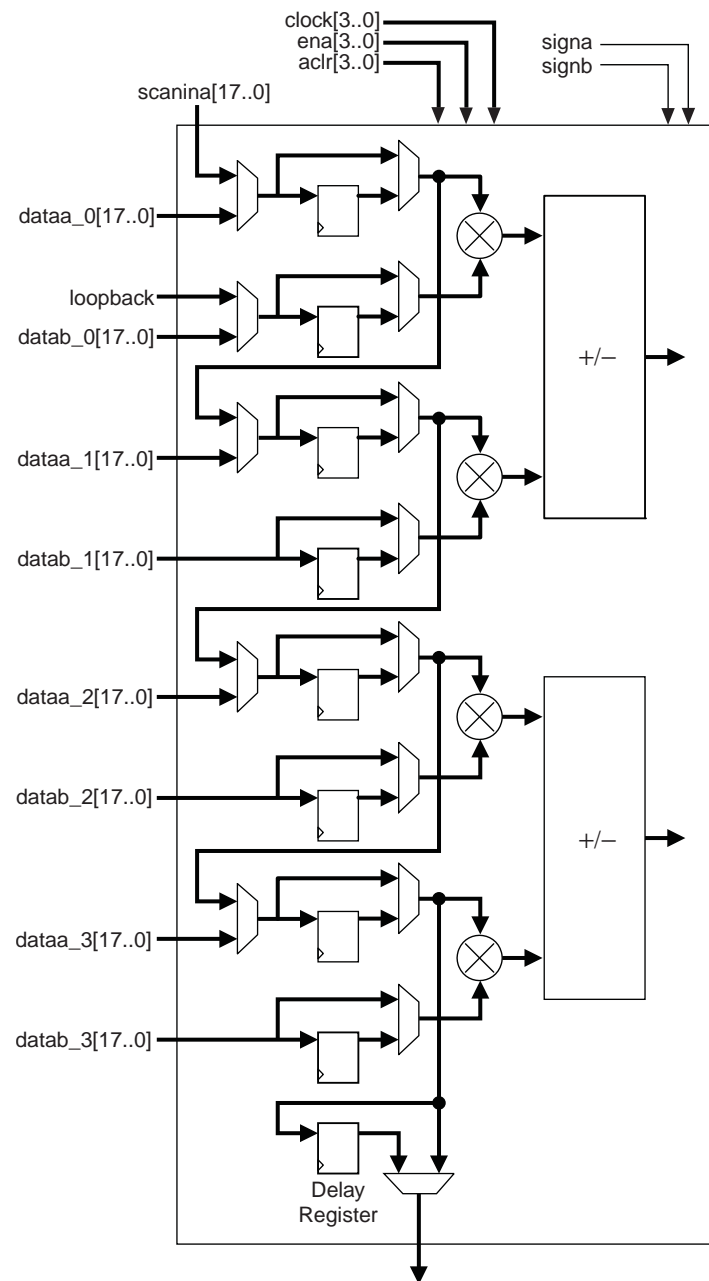 clock[3..0]
ena[3..0]
aclr[3..0]
signa
signb
scanina[17..0]
dataa_0[17..0]
loopback
datab_0[17..0]
+/−
dataa_1[17..0]
datab_1[17..0]
dataa_2[17..0]
datab_2[17..0]
+/−
dataa_3[17..0]
datab_3[17..0]
Delay
Register